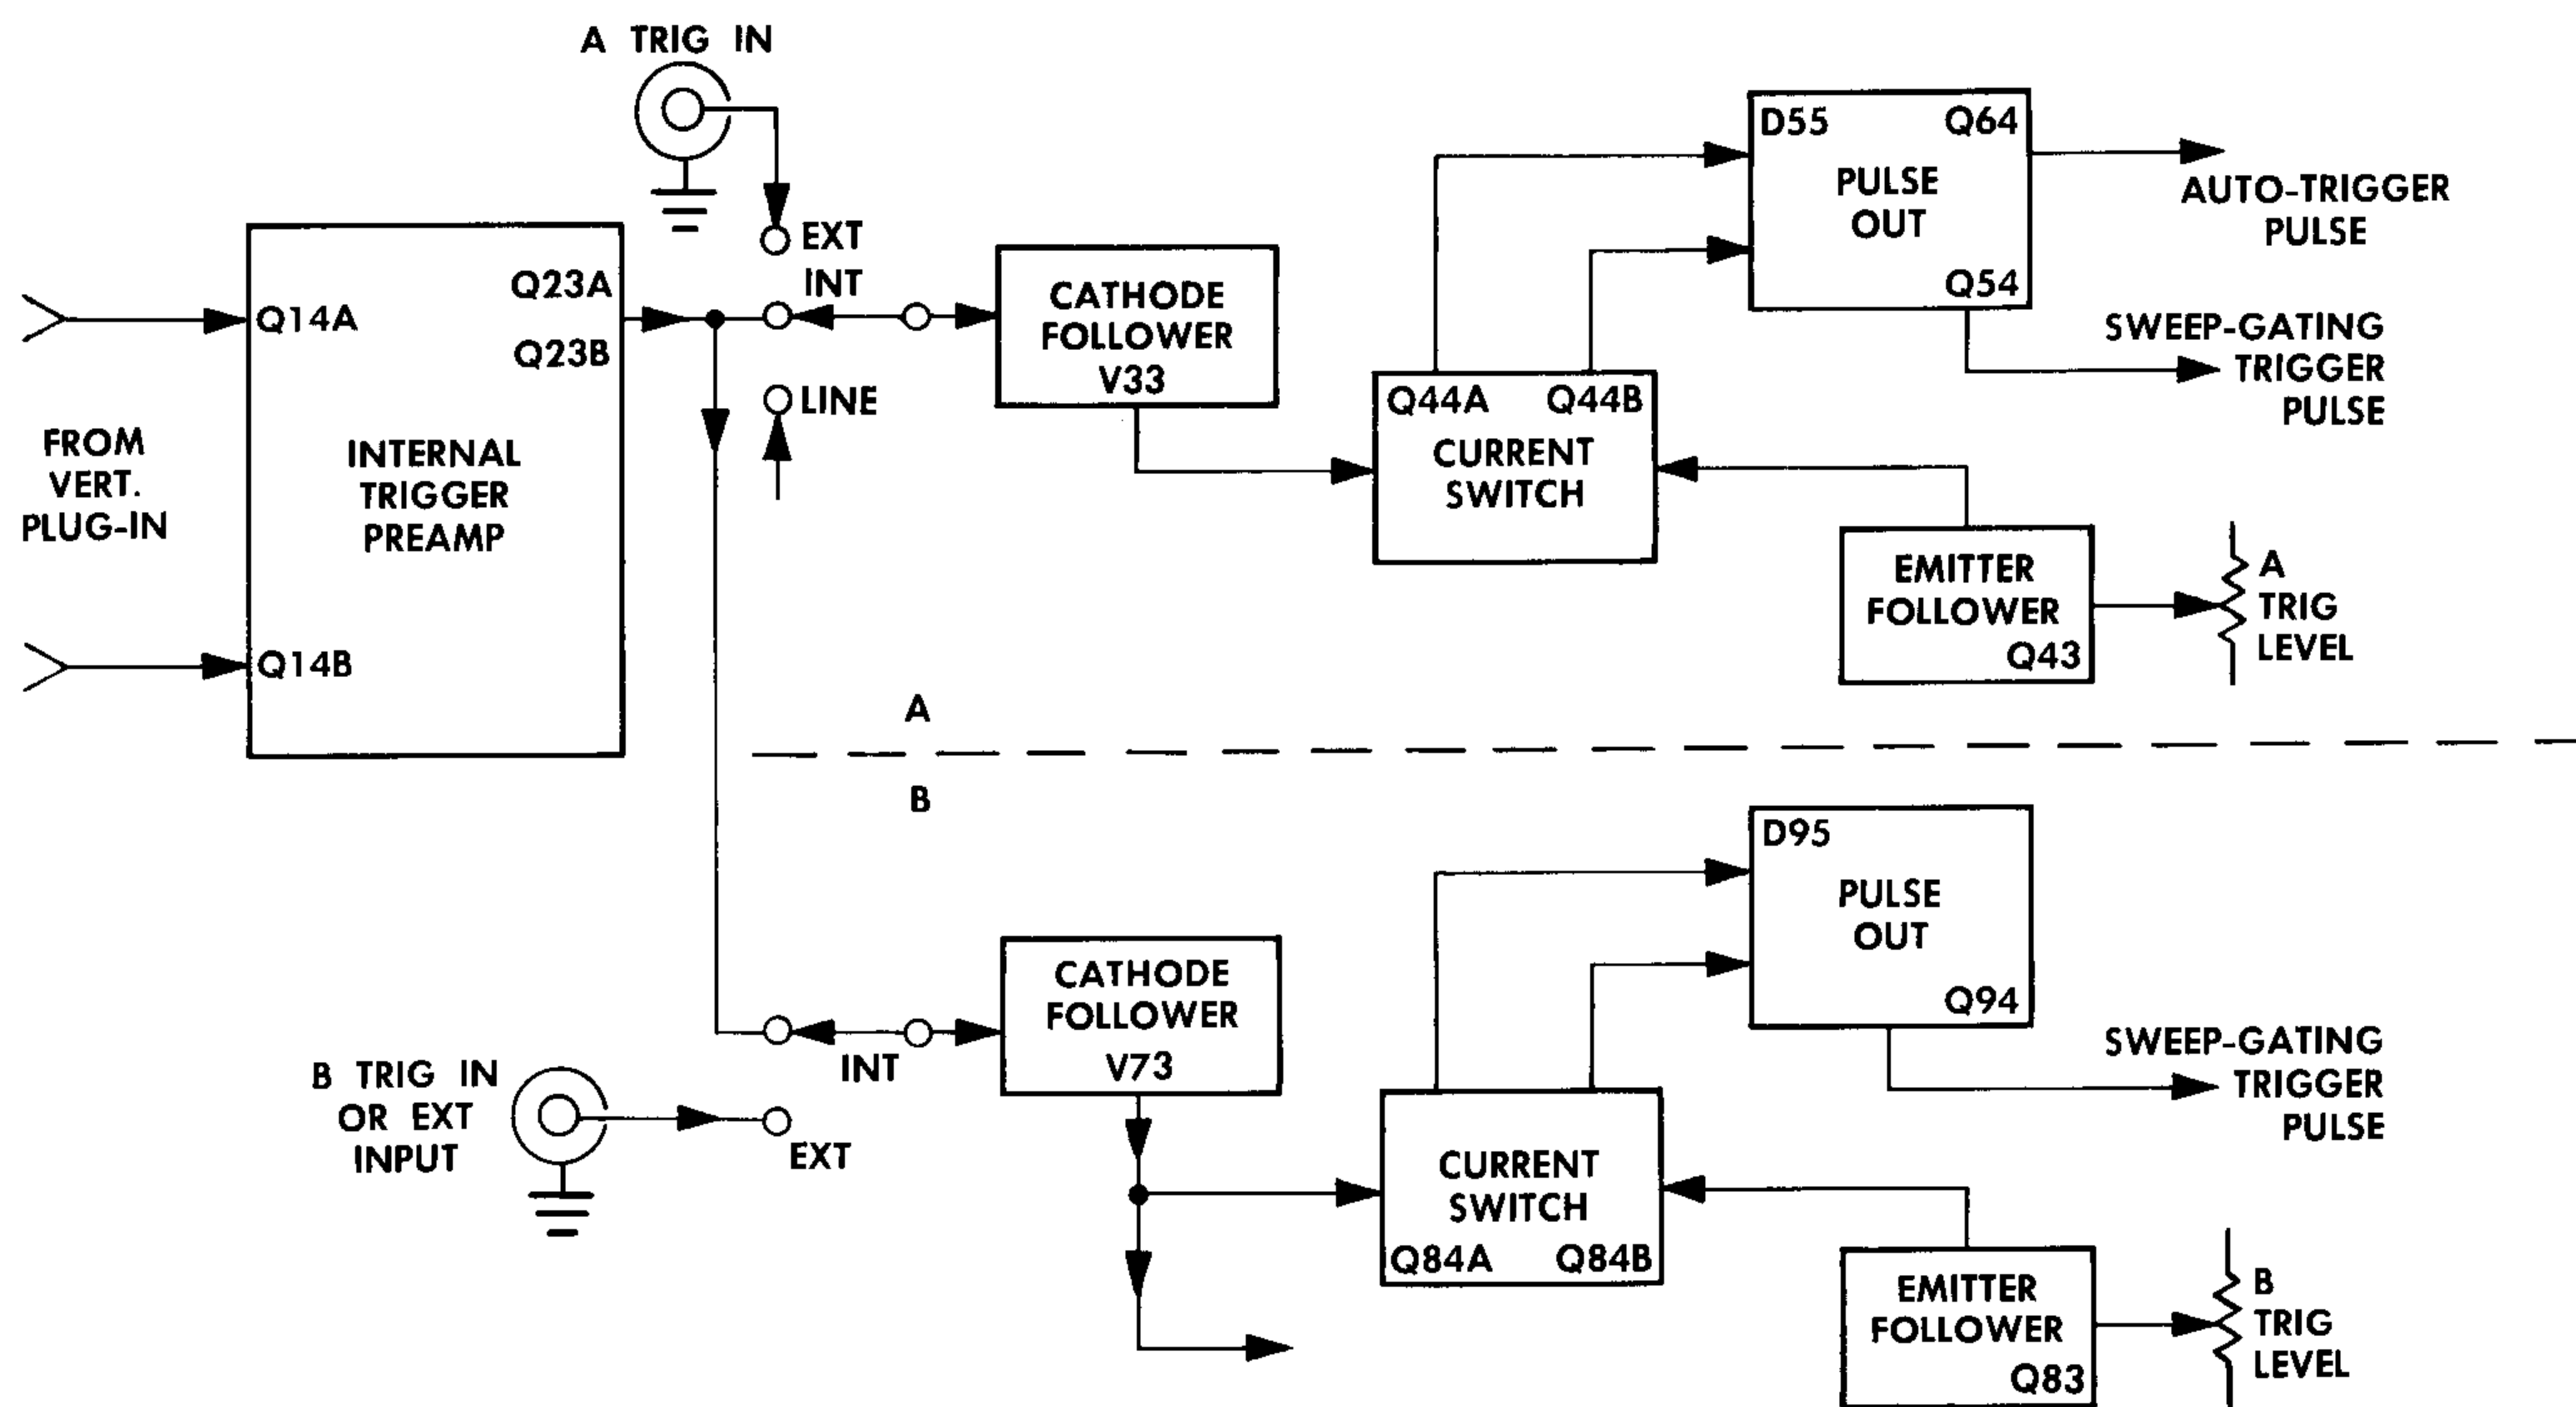 A TRIG IN
EXT
INT
LINE
FROM
VERT.
PLUG-IN
Q14A
Q23A
Q23B
INTERNAL
TRIGGER
PREAMP
Q14B
CATHODE
FOLLOWER
V33
D55 Q64
PULSE
OUT
Q54
AUTO-TRIGGER
PULSE
SWEEP-GATING
TRIGGER
PULSE
Q44A Q44B
CURRENT
SWITCH
EMITTER
FOLLOWER
Q43
A
TRIG
LEVEL
A
B
D95
PULSE
OUT
Q94
CATHODE
FOLLOWER
V73
INT
B TRIG IN
OR EXT
INPUT
EXT
SWEEP-GATING
TRIGGER
PULSE
CURRENT
SWITCH
Q84A Q84B
EMITTER
FOLLOWER
Q83
B
TRIG
LEVEL